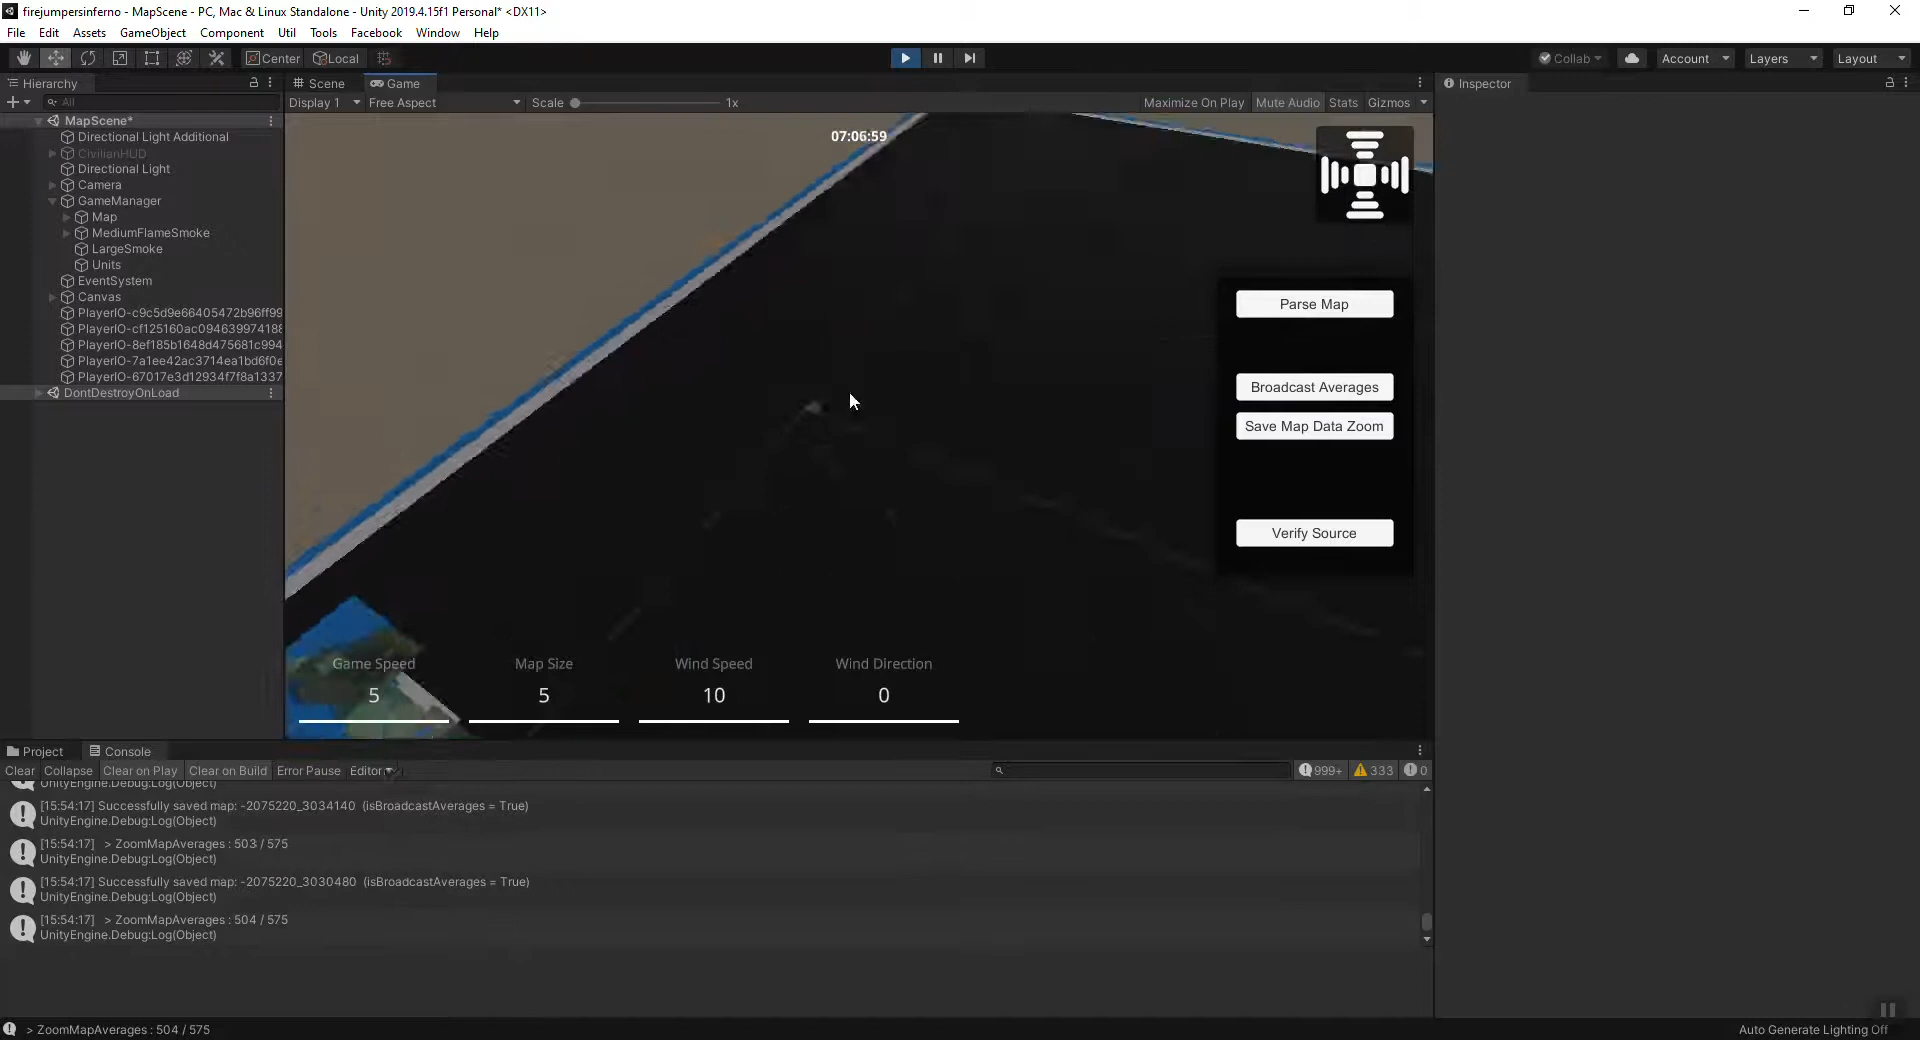 firejumpersinferno - MapScene - PC, Mac & Linux Standalone - Unity 2019.4.15f1 Personal* <DX11>
File Edit Assets GameObject Component Util Tools Facebook Window Help
Center Local Collab Account Layers Layout
Hierarchy
All
MapScene*
Directional Light Additional
CivilianHUD
Directional Light
Camera
GameManager
Map
MediumFlameSmoke
LargeSmoke
Units
EventSystem
Canvas
PlayerIO-c9c5d9e66405472b96ff99
PlayerIO-cf125160ac094639974188
PlayerIO-8ef185b1648d475681c994
PlayerIO-7a1ee42ac3714ea1bd6f0e
PlayerIO-67017e3d12934f7f8a1337
DontDestroyOnLoad
Scene Game
Display 1 Free Aspect Scale 1x Maximize On Play Mute Audio Stats Gizmos
07:06:59
Parse Map
Broadcast Averages
Save Map Data Zoom
Verify Source
Game Speed Map Size Wind Speed Wind Direction
5 5 10 0
Inspector
Project Console
Clear Collapse Clear on Play Clear on Build Error Pause Editor 999+ 333 0
UnityEngine.Debug:Log(Object)
[15:54:17] Successfully saved map: -2075220_3034140 (isBroadcastAverages = True)
UnityEngine.Debug:Log(Object)
[15:54:17] > ZoomMapAverages : 503 / 575
UnityEngine.Debug:Log(Object)
[15:54:17] Successfully saved map: -2075220_3030480 (isBroadcastAverages = True)
UnityEngine.Debug:Log(Object)
[15:54:17] > ZoomMapAverages : 504 / 575
UnityEngine.Debug:Log(Object)
> ZoomMapAverages : 504 / 575
Auto Generate Lighting Off